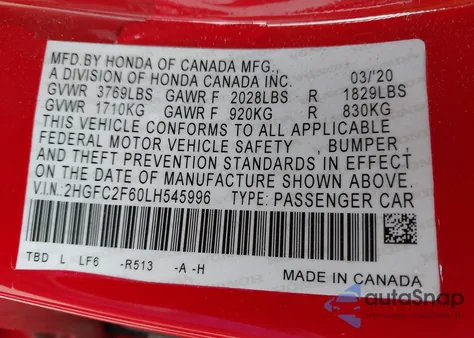 MFD.BY HONDA OF CANADA MFG.,
A DIVISION OF HONDA CANADA INC. 03/'20
GVWR 3769LBS GAWR F 2028LBS R 1829LBS
GVWR 1710KG GAWR F 920KG R 830KG
THIS VEHICLE CONFORMS TO ALL APPLICABLE
FEDERAL MOTOR VEHICLE SAFETY , BUMPER ,
AND THEFT PREVENTION STANDARDS IN EFFECT
ON THE DATE OF MANUFACTURE SHOWN ABOVE.
V.I.N.:2HGFC2F60LH545996 TYPE: PASSENGER CAR
TBD L LF6 -R513 -A -H
MADE IN CANADA
autoSnap